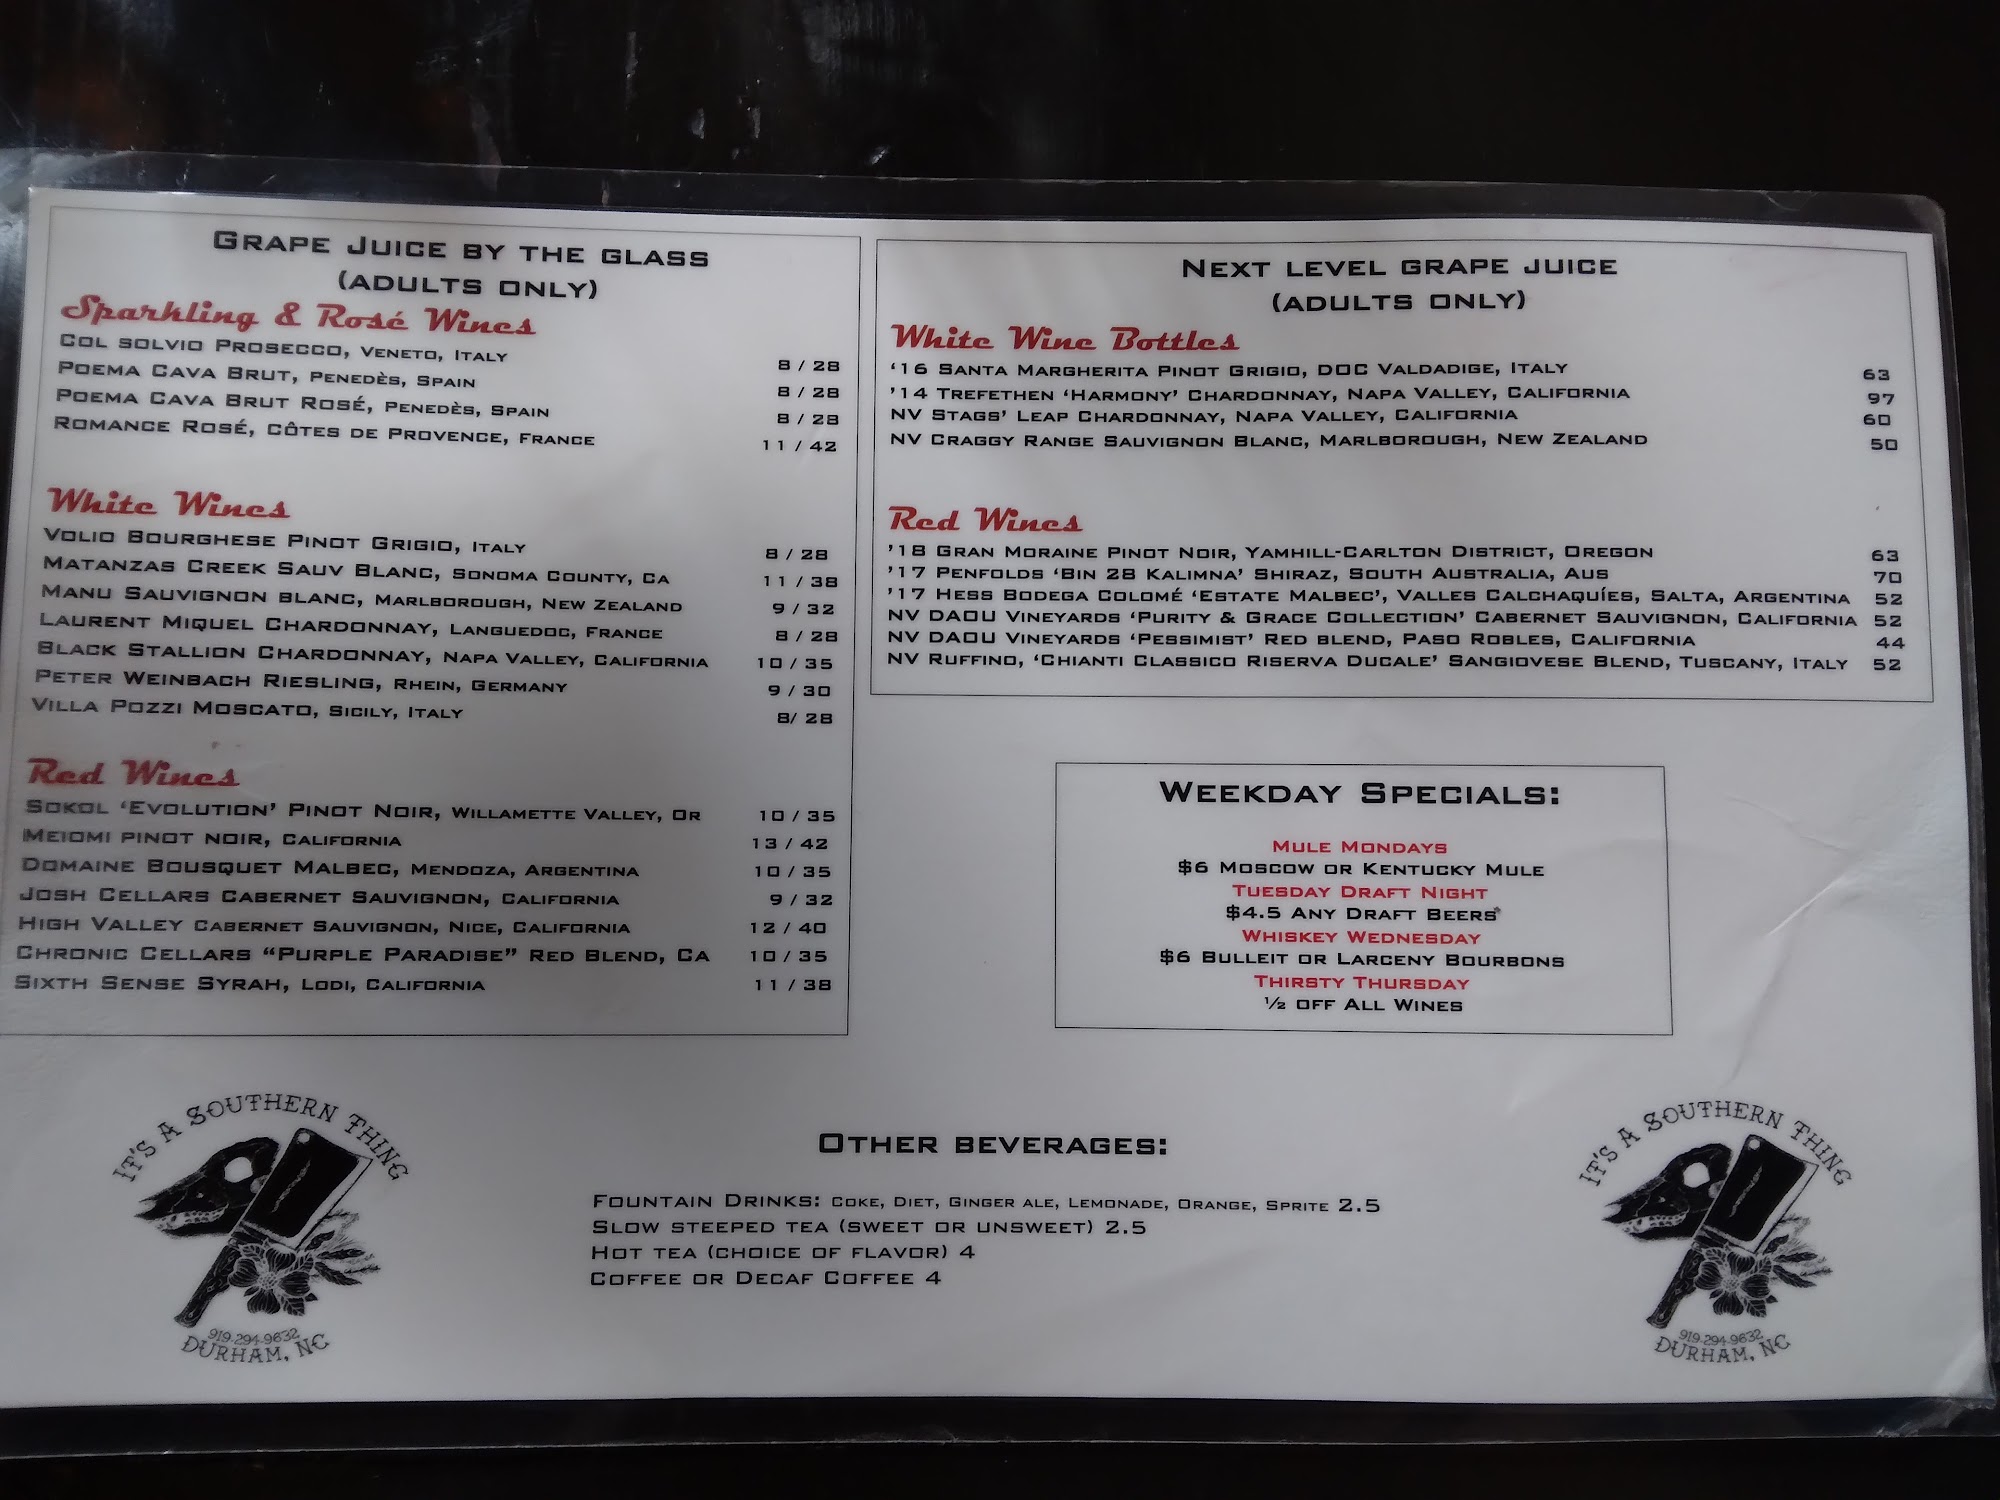 Grape Juice by the glass
(adults only)
Sparkling & Rosé Wines
Col solvio Prosecco, Veneto, Italy 8 / 28
Poema Cava Brut, Penedès, Spain 8 / 28
Poema Cava Brut Rosé, Penedès, Spain 8 / 28
Romance Rosé, Côtes de Provence, France 11 / 42
White Wines
Volio Bourghese Pinot Grigio, Italy 8 / 28
Matanzas Creek Sauv Blanc, Sonoma County, Ca 11 / 38
Manu Sauvignon blanc, Marlborough, New Zealand 9 / 32
Laurent Miquel Chardonnay, Languedoc, France 8 / 28
Black Stallion Chardonnay, Napa Valley, California 10 / 35
Peter Weinbach Riesling, Rhein, Germany 9 / 30
Villa Pozzi Moscato, Sicily, Italy 8/ 28
Red Wines
Sokol ‘Evolution’ Pinot Noir, Willamette Valley, Or 10 / 35
Meiomi pinot noir, California 13 / 42
Domaine Bousquet Malbec, Mendoza, Argentina 10 / 35
Josh Cellars Cabernet Sauvignon, California 9 / 32
High Valley Cabernet Sauvignon, Nice, California 12 / 40
Chronic Cellars “Purple Paradise” Red Blend, Ca 10 / 35
Sixth Sense Syrah, Lodi, California 11 / 38
Next level grape juice
(adults only)
White Wine Bottles
‘16 Santa Margherita Pinot Grigio, DOC Valdadige, Italy 63
’14 Trefethen ‘Harmony’ Chardonnay, Napa Valley, California 97
NV Stags’ Leap Chardonnay, Napa Valley, California 60
NV Craggy Range Sauvignon Blanc, Marlborough, New Zealand 50
Red Wines
’18 Gran Moraine Pinot Noir, Yamhill-Carlton District, Oregon 63
’17 Penfolds ‘Bin 28 Kalimna’ Shiraz, South Australia, Aus 70
’17 Hess Bodega Colomé ‘Estate Malbec’, Valles Calchaquíes, Salta, Argentina 52
NV DAOU Vineyards ‘Purity & Grace Collection’ Cabernet Sauvignon, California 52
NV DAOU Vineyards ‘Pessimist’ Red blend, Paso Robles, California 44
NV Ruffino, ‘Chianti Classico Riserva Ducale’ Sangiovese Blend, Tuscany, Italy 52
Weekday Specials:
Mule Mondays
$6 Moscow or Kentucky Mule
Tuesday Draft Night
$4.5 Any Draft Beers*
Whiskey Wednesday
$6 Bulleit or Larceny Bourbons
Thirsty Thursday
½ off All Wines
Other beverages:
Fountain Drinks: Coke, Diet, Ginger ale, Lemonade, Orange, Sprite 2.5
Slow steeped tea (sweet or unsweet) 2.5
Hot tea (choice of flavor) 4
Coffee or Decaf Coffee 4
IT'S A SOUTHERN THING
919.294.9632
DURHAM, NC
IT'S A SOUTHERN THING
919.294.9632
DURHAM, NC